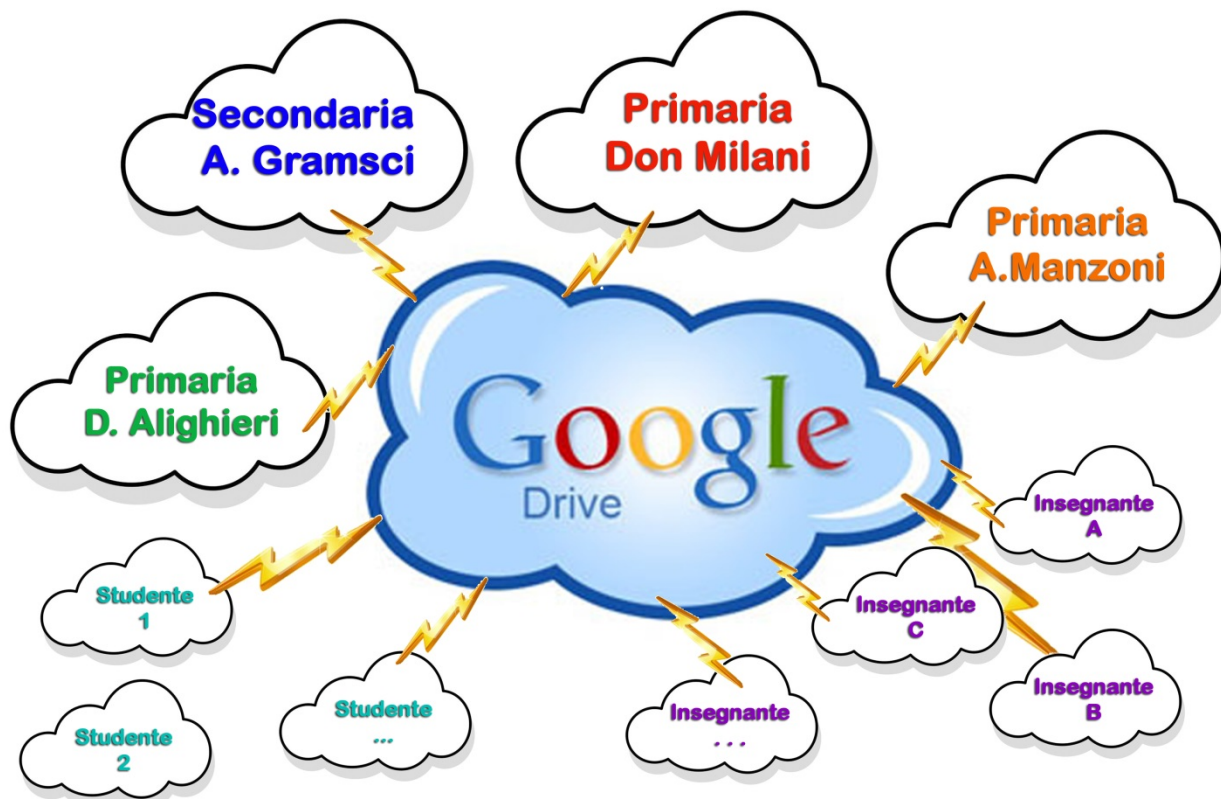 Secondaria
A. Gramsci
Primaria
Don Milani
Primaria
A.Manzoni
Primaria
D. Alighieri
Google
Drive
Insegnante
A
Studente
1
Insegnante
C
Insegnante
B
Studente
...
Insegnante
. . .
Studente
2